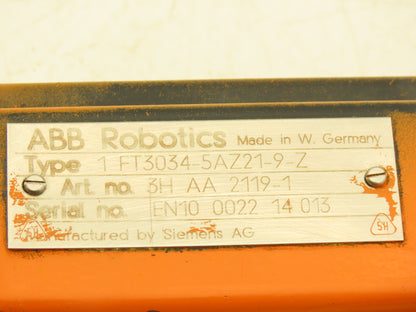 ABB Robotics Made in W. Germany
Type 1 FT3034-5AZ21-9-Z
Art. no. 3H AA 2119-1
Serial no. EN10 0022 14 013
Manufactured by Siemens AG